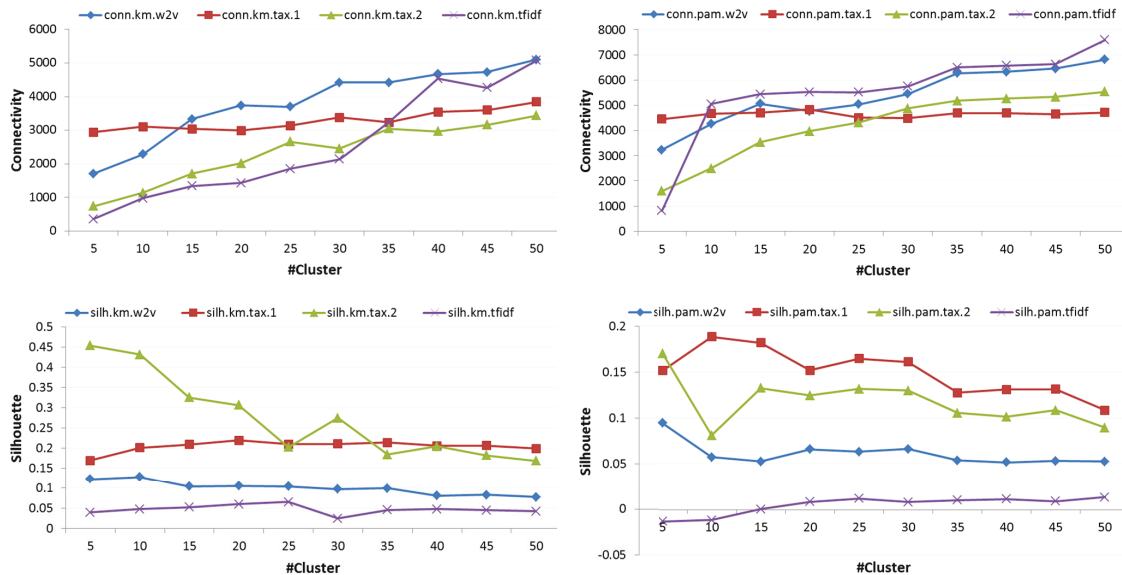 conn.km.w2v conn.km.tax.1 conn.km.tax.2 conn.km.tfidf
6000
5000
4000
3000
2000
1000
0
Connectivity
5 10 15 20 25 30 35 40 45 50
#Cluster
conn.pam.w2v conn.pam.tax.1 conn.pam.tax.2 conn.pam.tfidf
8000
7000
6000
5000
4000
3000
2000
1000
0
Connectivity
5 10 15 20 25 30 35 40 45 50
#Cluster
silh.km.w2v silh.km.tax.1 silh.km.tax.2 silh.km.tfidf
0.5
0.45
0.4
0.35
0.3
0.25
0.2
0.15
0.1
0.05
0
Silhouette
5 10 15 20 25 30 35 40 45 50
#Cluster
silh.pam.w2v silh.pam.tax.1 silh.pam.tax.2 silh.pam.tfidf
0.2
0.15
0.1
0.05
0
-0.05
Silhouette
5 10 15 20 25 30 35 40 45 50
#Cluster